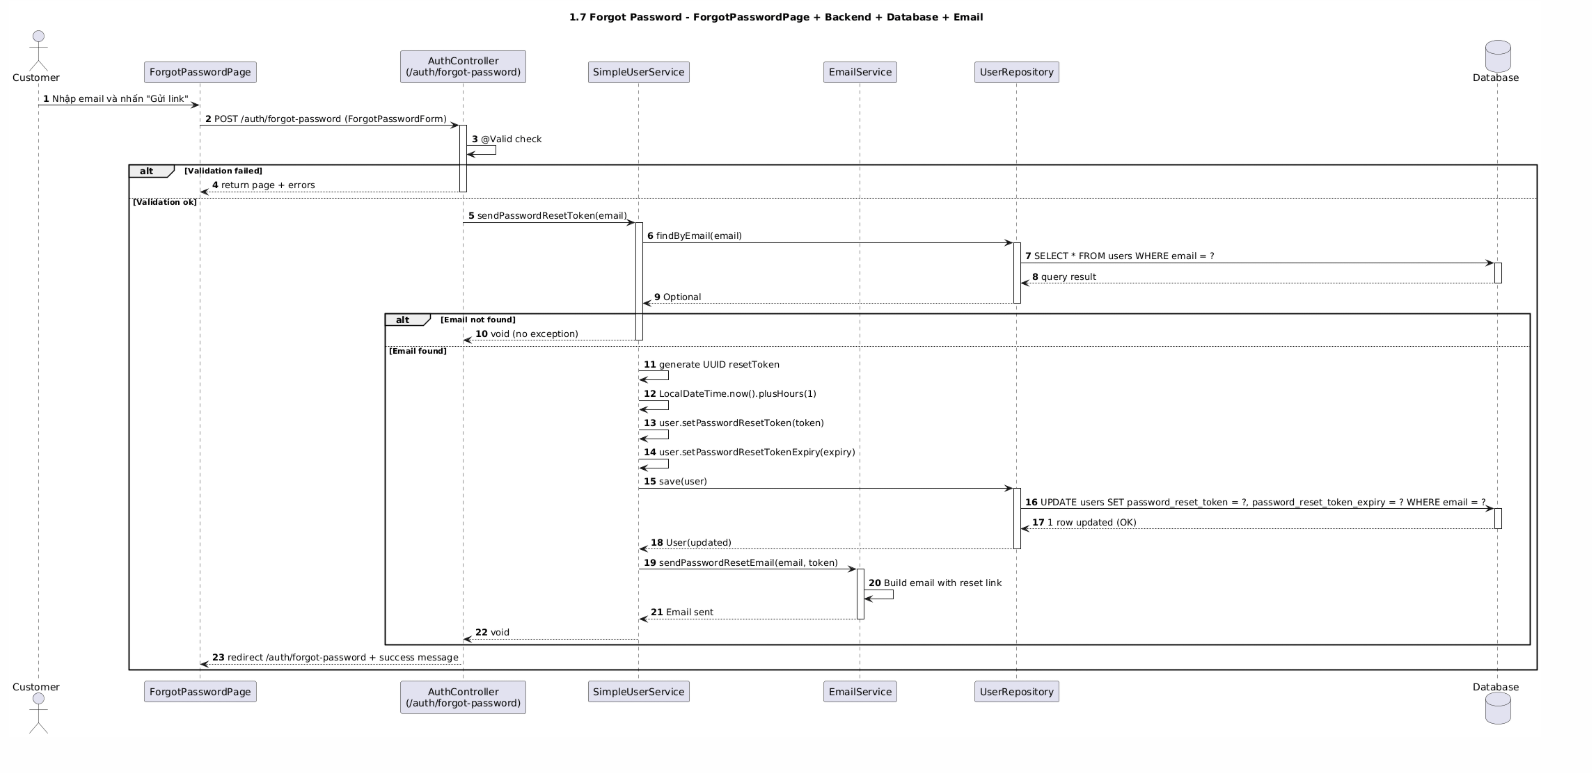 1.7 Forgot Password - ForgotPasswordPage + Backend + Database + Email
Customer
ForgotPasswordPage
AuthController
(/auth/forgot-password)
SimpleUserService
EmailService
UserRepository
Database
1 Nhập email và nhấn "Gửi link"
2 POST /auth/forgot-password (ForgotPasswordForm)
3 @Valid check
alt [Validation failed]
4 return page + errors
[Validation ok]
5 sendPasswordResetToken(email)
6 findByEmail(email)
7 SELECT * FROM users WHERE email = ?
8 query result
9 Optional
alt [Email not found]
10 void (no exception)
[Email found]
11 generate UUID resetToken
12 LocalDateTime.now().plusHours(1)
13 user.setPasswordResetToken(token)
14 user.setPasswordResetTokenExpiry(expiry)
15 save(user)
16 UPDATE users SET password_reset_token = ?, password_reset_token_expiry = ? WHERE email = ?
17 1 row updated (OK)
18 User(updated)
19 sendPasswordResetEmail(email, token)
20 Build email with reset link
21 Email sent
22 void
23 redirect /auth/forgot-password + success message
Customer
ForgotPasswordPage
AuthController
(/auth/forgot-password)
SimpleUserService
EmailService
UserRepository
Database